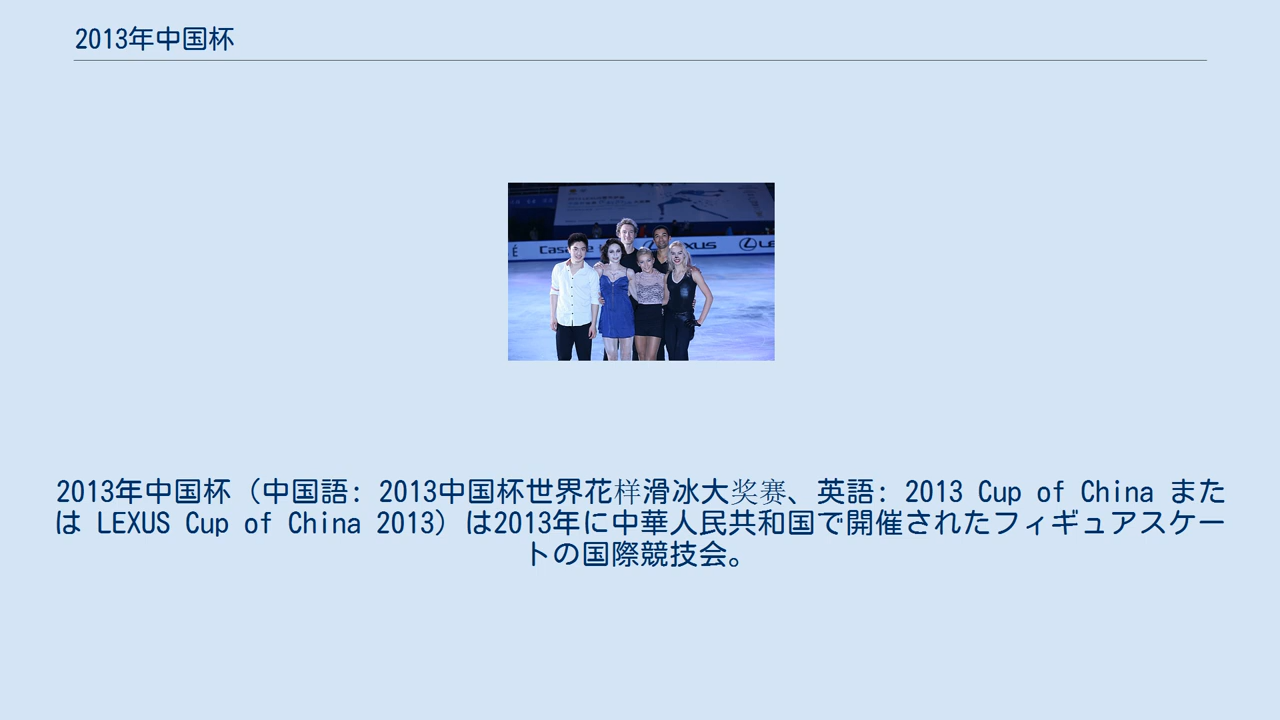 2013年中国杯
É Casa LEXUS LE
2013年中国杯（中国語: 2013中国杯世界花样滑冰大奖赛、英語: 2013 Cup of China また
は LEXUS Cup of China 2013）は2013年に中華人民共和国で開催されたフィギュアスケー
トの国際競技会。